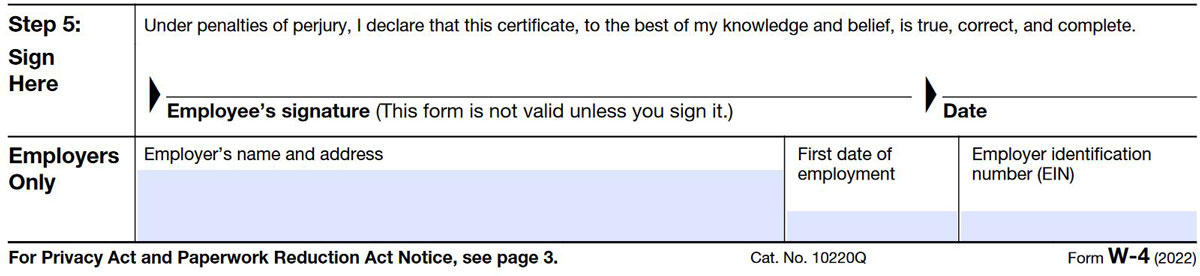 Step 5:
Sign
Here
Under penalties of perjury, I declare that this certificate, to the best of my knowledge and belief, is true, correct, and complete.
Employee’s signature (This form is not valid unless you sign it.)
Date
Employers
Only
Employer’s name and address
First date of
employment
Employer identification
number (EIN)
For Privacy Act and Paperwork Reduction Act Notice, see page 3.
Cat. No. 10220Q
Form W-4 (2022)